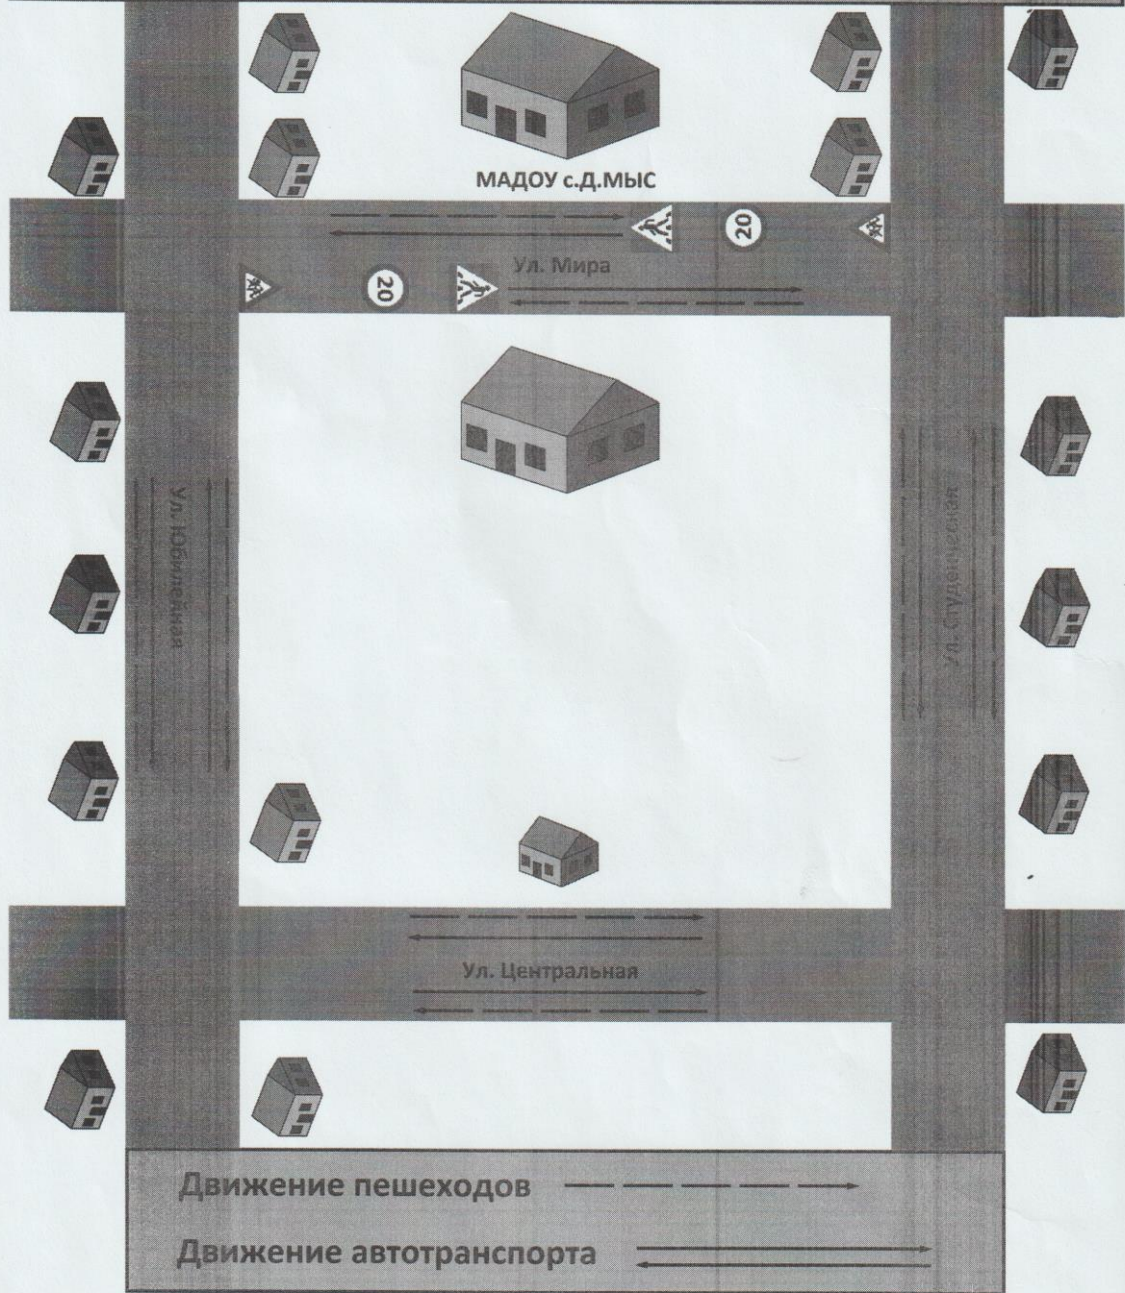 МАДОУ с.Д.МЫС
20
Ул. Мира
20
Ул. Юбилейная
Ул. Студенческая
Ул. Центральная
Движение пешеходов
Движение автотранспорта